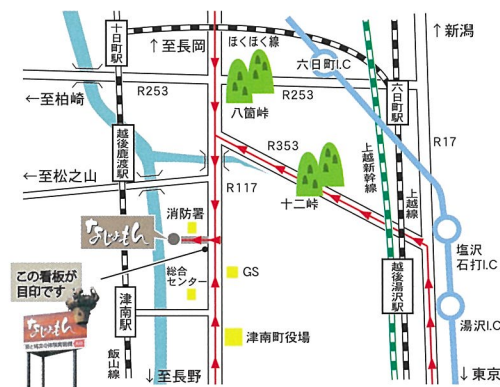 十日町駅
↑至長岡
ほくほく線
六日町I.C
↑新潟
R253
八箇峠
R253
六日町駅
←至柏崎
越後鹿渡駅
R353
R17
上越新幹線
上越線
←至松之山
R117
十二峠
消防署
なじょもん
塩沢
石打I.C
この看板が
目印です
総合
センター
GS
越後湯沢駅
津南駅
なじょもん
湯沢I.C
津南町役場
飯山線
↓至長野
↓東京